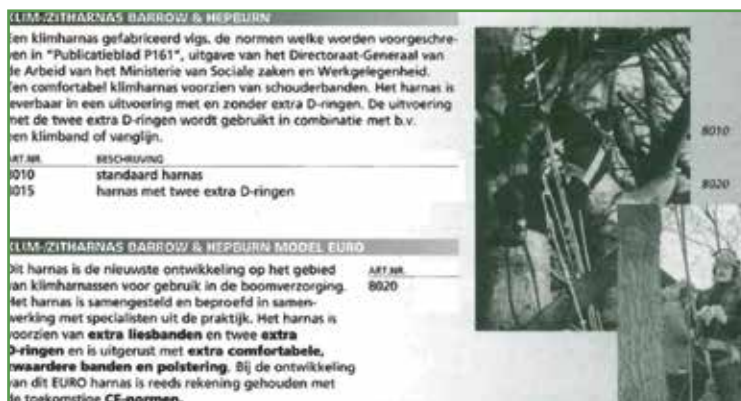 KLIM-/ZITHARNAS BARROW & HEPBURN
Een klimharnas gefabriceerd vlgs. de normen welke worden voorgeschre-
ven in "Publicatieblad P161", uitgave van het Directoraat-Generaal van
de Arbeid van het Ministerie van Sociale zaken en Werkgelegenheid.
Een comfortabel klimharnas voorzien van schouderbanden. Het harnas is
leverbaar in een uitvoering met en zonder extra D-ringen. De uitvoering
met de twee extra D-ringen wordt gebruikt in combinatie met b.v.
een klimband of vanglijn.
ART.NR. BESCHRIJVING
8010 standaard harnas
8015 harnas met twee extra D-ringen
KLIM-/ZITHARNAS BARROW & HEPBURN MODEL EURO
Dit harnas is de nieuwste ontwikkeling op het gebied
van klimharnassen voor gebruik in de boomverzorging.
Het harnas is samengesteld en beproefd in samen-
werking met specialisten uit de praktijk. Het harnas is
voorzien van extra liesbanden en twee extra
D-ringen en is uitgerust met extra comfortabele,
zwaardere banden en polstering. Bij de ontwikkeling
van dit EURO harnas is reeds rekening gehouden met
de toekomstige CE-normen.
ART.NR.
8020
8010
8020